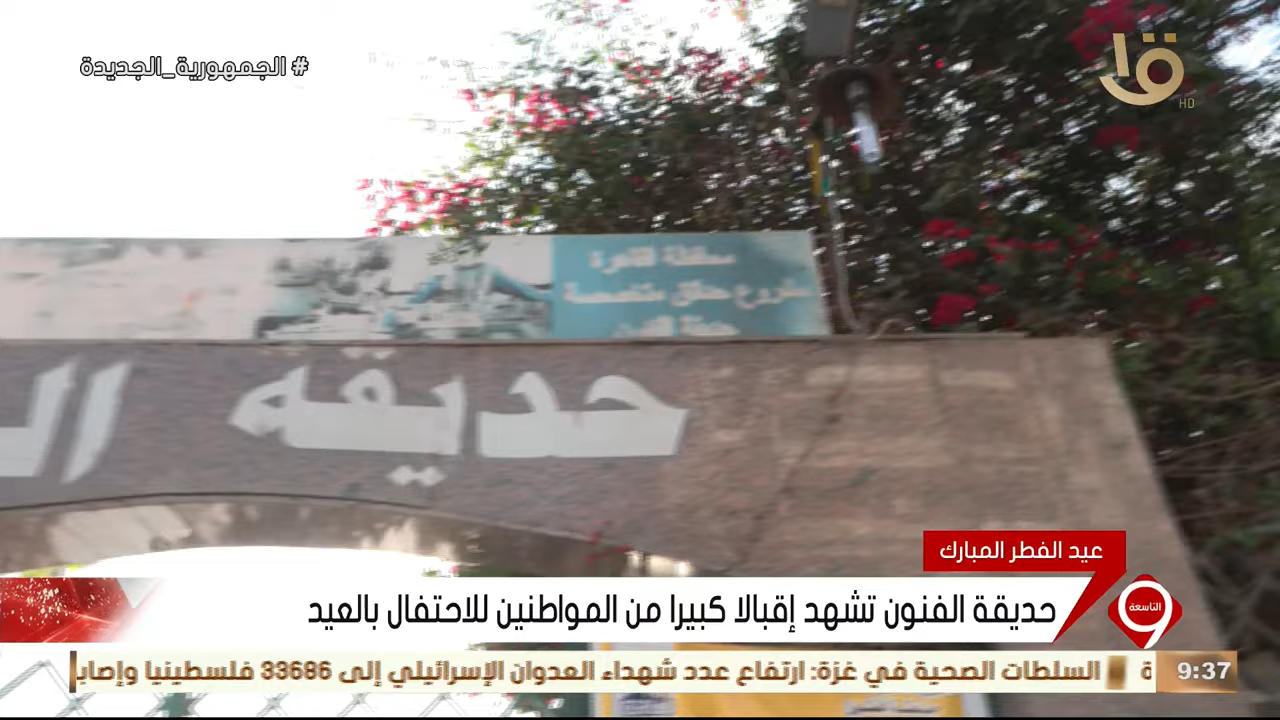 # الجمهورية_الجديدة
HD
حديقه ال
عيد الفطر المبارك
التاسعة
9
حديقة الفنون تشهد إقبالا كبيرا من المواطنين للاحتفال بالعيد
9:37
السلطات الصحية في غزة: ارتفاع عدد شهداء العدوان الإسرائيلي إلى 33686 فلسطينيا وإصاب